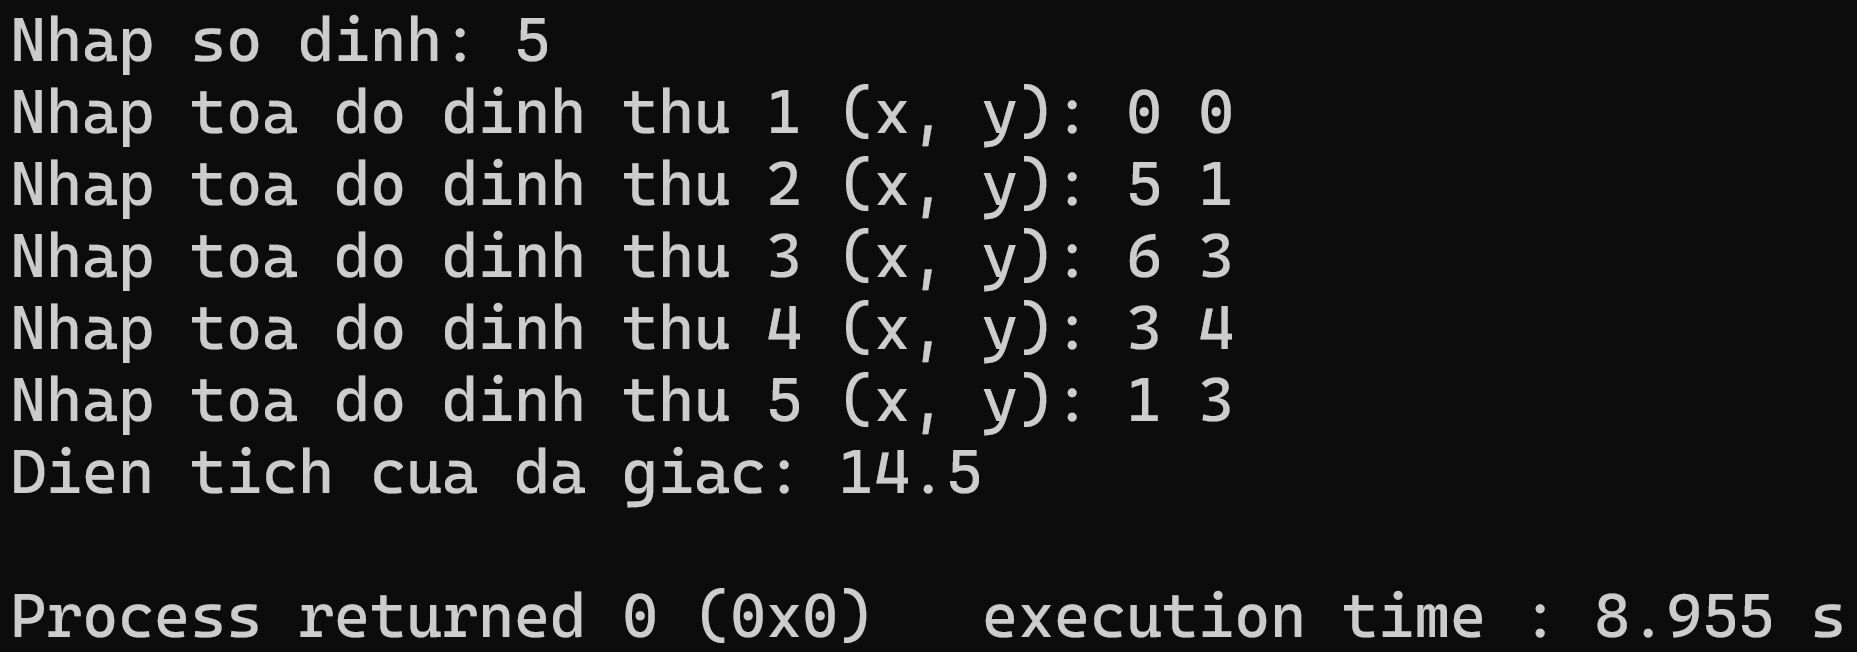 Nhap so dinh: 5
Nhap toa do dinh thu 1 (x, y): 0 0
Nhap toa do dinh thu 2 (x, y): 5 1
Nhap toa do dinh thu 3 (x, y): 6 3
Nhap toa do dinh thu 4 (x, y): 3 4
Nhap toa do dinh thu 5 (x, y): 1 3
Dien tich cua da giac: 14.5
Process returned 0 (0x0)   execution time : 8.955 s